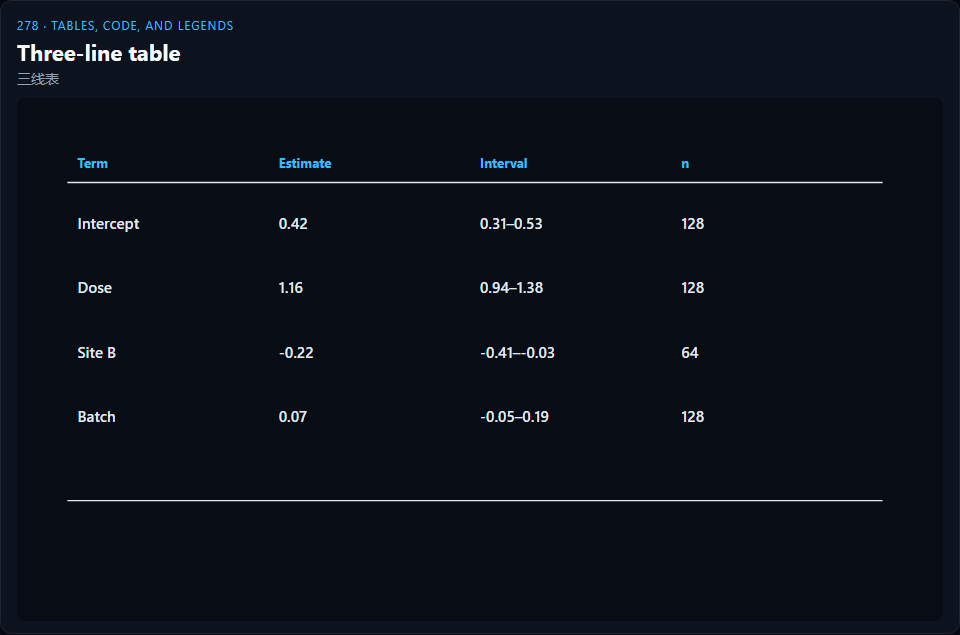 278 · TABLES, CODE, AND LEGENDS
Three-line table
三线表
Term Estimate Interval n
Intercept 0.42 0.31–0.53 128
Dose 1.16 0.94–1.38 128
Site B -0.22 -0.41–-0.03 64
Batch 0.07 -0.05–0.19 128